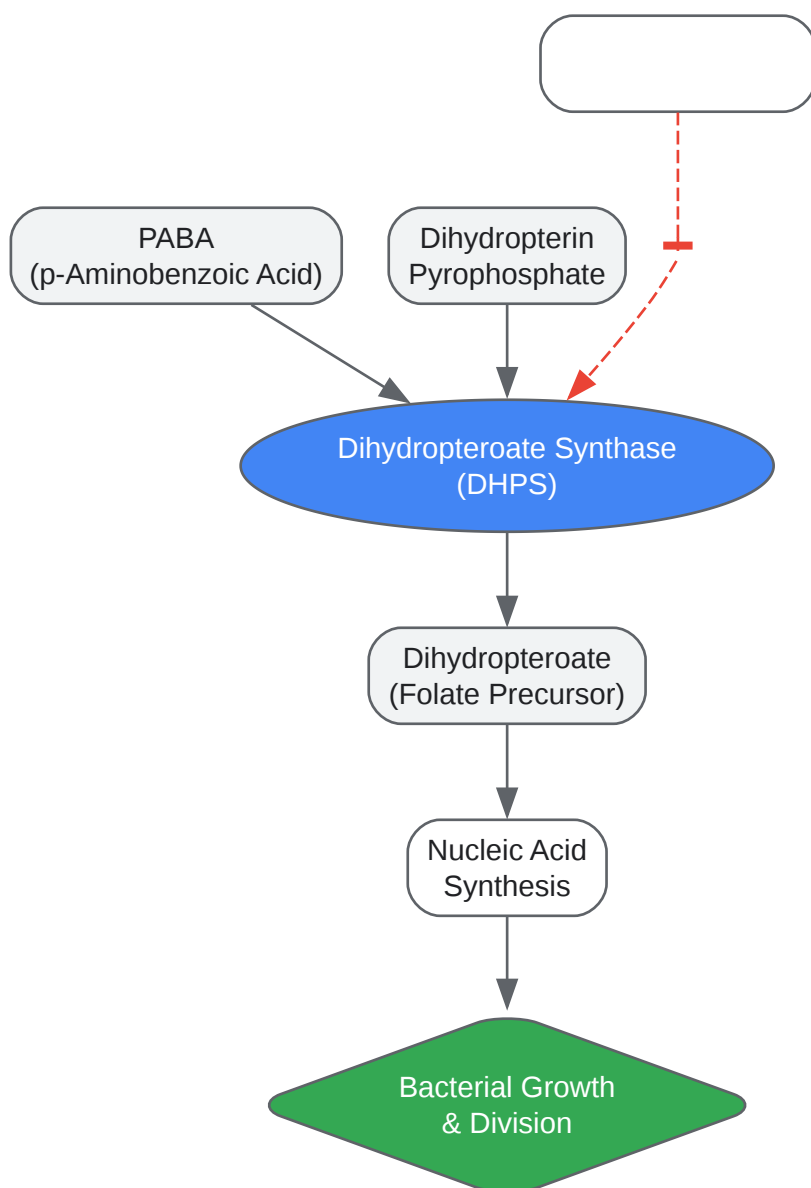 PABA
(p-Aminobenzoic Acid)
Dihydropterin
Pyrophosphate
Dihydropteroate Synthase
(DHPS)
Dihydropteroate
(Folate Precursor)
Nucleic Acid
Synthesis
Bacterial Growth
& Division